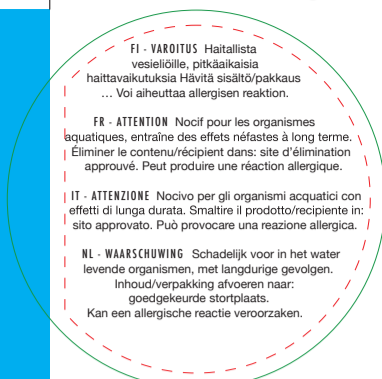 FI - VAROITUS Haitallista
vesieliöille, pitkäaikaisia
haittavaikutuksia Hävitä sisältö/pakkaus
… Voi aiheuttaa allergisen reaktion.
FR - ATTENTION Nocif pour les organismes
aquatiques, entraîne des effets néfastes à long terme.
Éliminer le contenu/récipient dans: site d'élimination
approuvé. Peut produire une réaction allergique.
IT - ATTENZIONE Nocivo per gli organismi acquatici con
effetti di lunga durata. Smaltire il prodotto/recipiente in:
sito approvato. Può provocare una reazione allergica.
NL - WAARSCHUWING Schadelijk voor in het water
levende organismen, met langdurige gevolgen.
Inhoud/verpakking afvoeren naar:
goedgekeurde stortplaats.
Kan een allergische reactie veroorzaken.